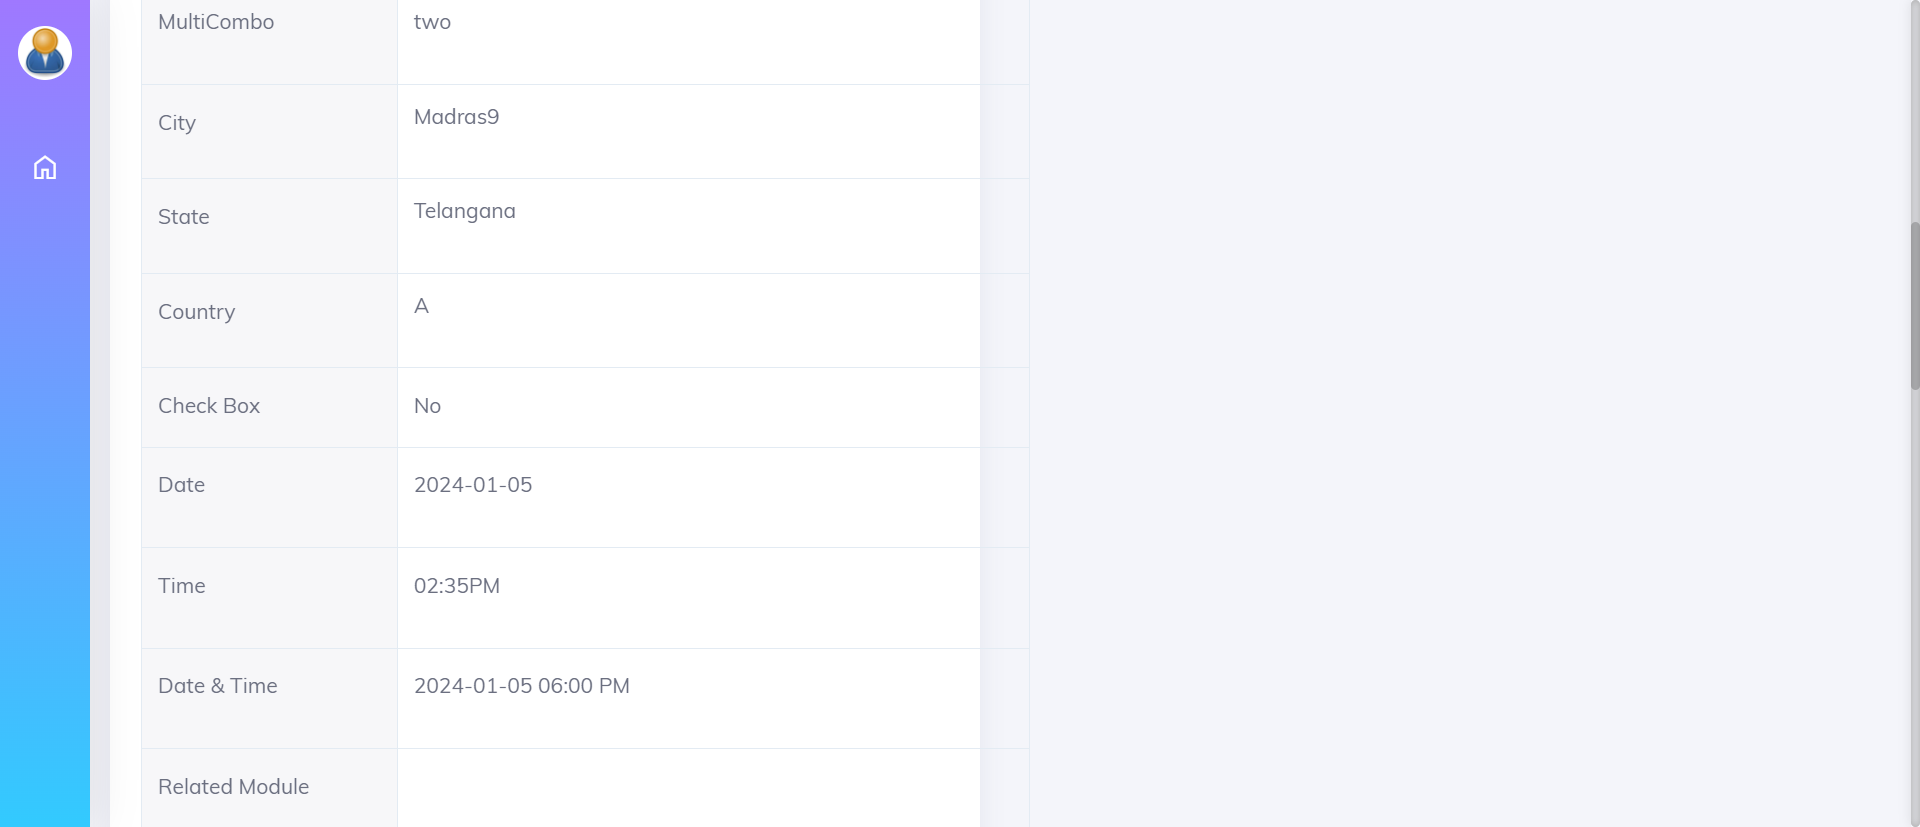 MultiCombo two
City Madras9
State Telangana
Country A
Check Box No
Date 2024-01-05
Time 02:35PM
Date & Time 2024-01-05 06:00 PM
Related Module